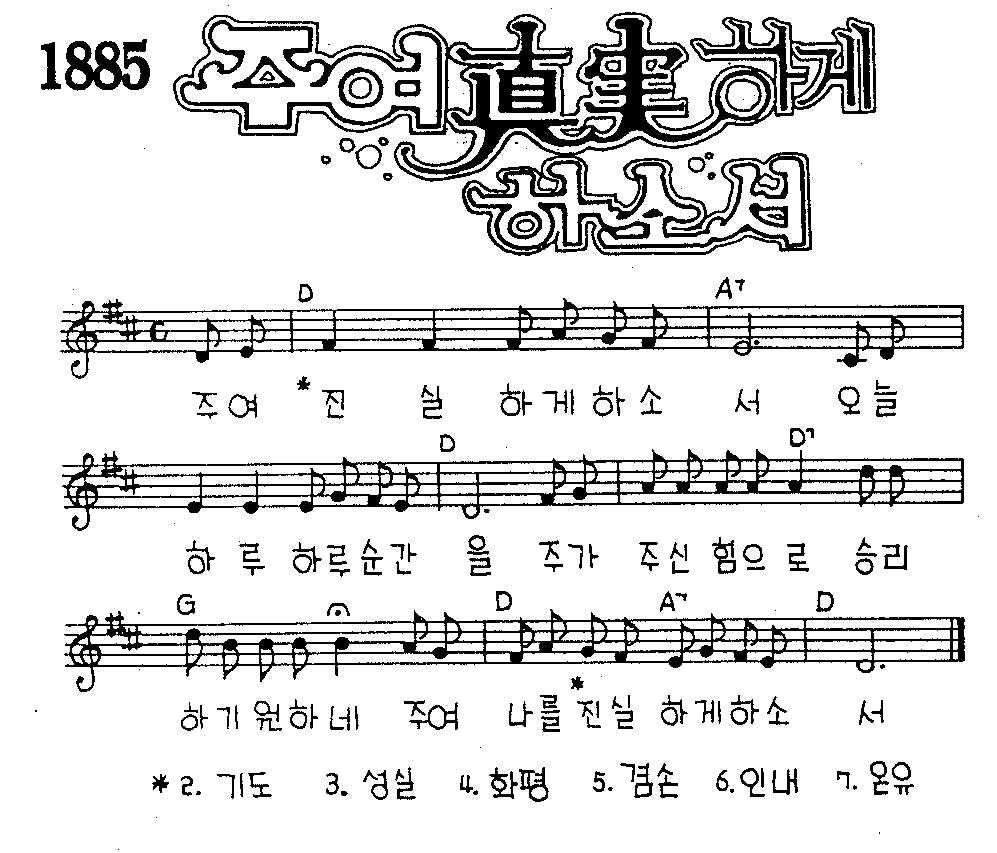 1885 주여 眞実하게
하소서
D A7
주여 *진 실 하게하소 서 오늘
D D7
하 루 하루순간 을 주가 주신 힘으 로 승리
G D A7 D
하기원하네 주여 나를 *진실 하게하소 서
* 2. 기도 3. 성실 4. 화평 5. 겸손 6. 인내 7. 온유